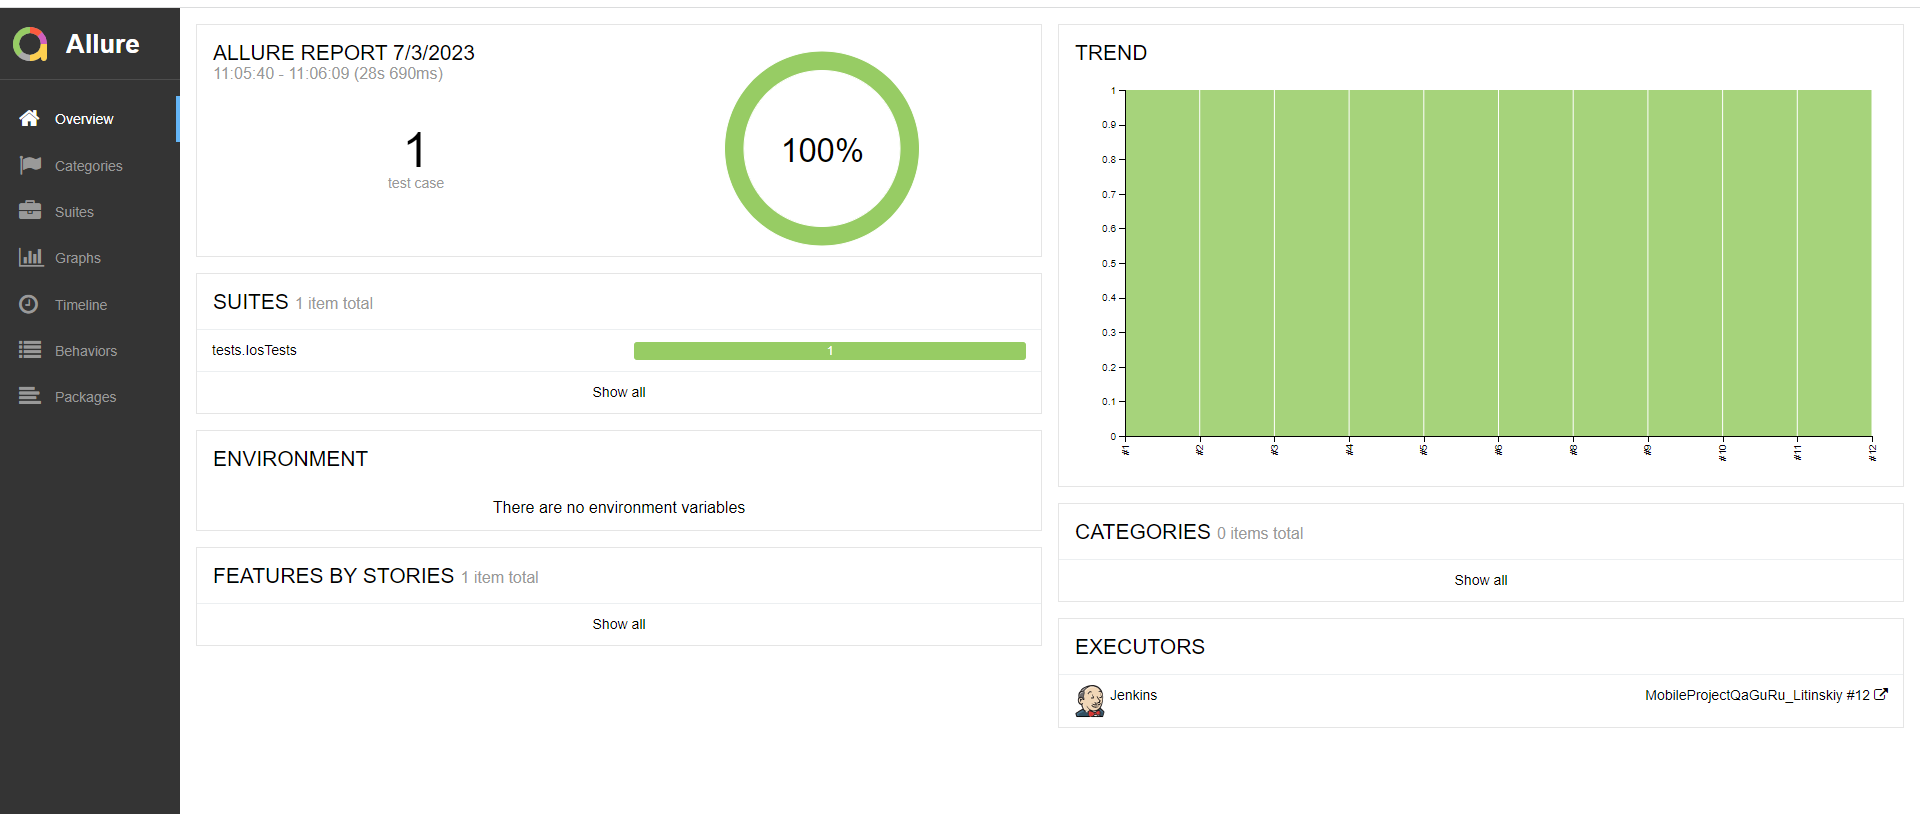 Allure
Overview
Categories
Suites
Graphs
Timeline
Behaviors
Packages
ALLURE REPORT 7/3/2023
11:05:40 - 11:06:09 (28s 690ms)
1
test case
100%
SUITES 1 item total
tests.IosTests
1
Show all
ENVIRONMENT
There are no environment variables
FEATURES BY STORIES 1 item total
Show all
TREND
1
0.9
0.8
0.7
0.6
0.5
0.4
0.3
0.2
0.1
0
#1
#2
#3
#4
#5
#6
#8
#9
#10
#11
#12
CATEGORIES 0 items total
Show all
EXECUTORS
Jenkins
MobileProjectQaGuRu_Litinskiy #12